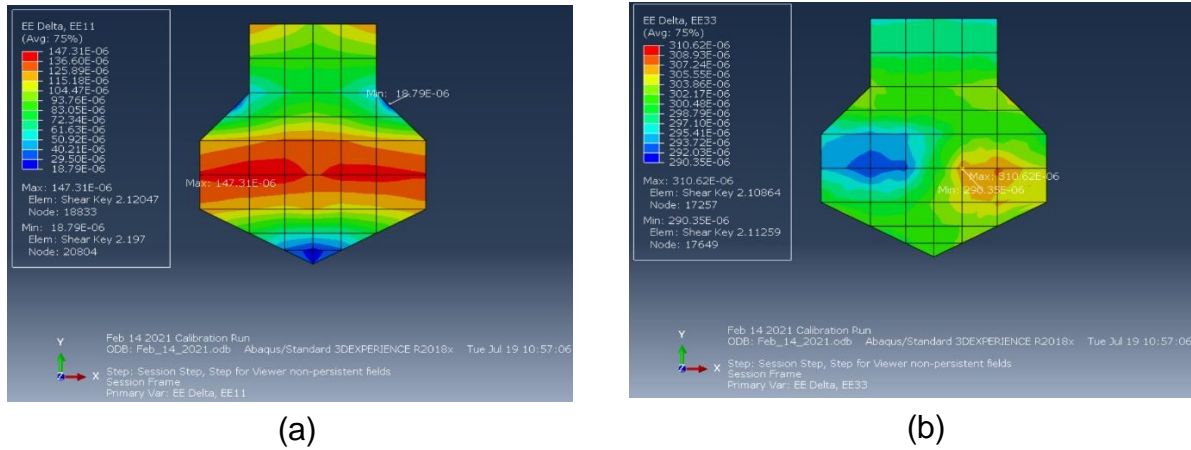 EE Delta, EE11
(Avg: 75%)
147.31E-06
136.60E-06
125.89E-06
115.18E-06
104.47E-06
93.76E-06
83.05E-06
72.34E-06
61.63E-06
50.92E-06
40.21E-06
29.50E-06
18.79E-06
Max: 147.31E-06
Elem: Shear Key 2.12047
Node: 18833
Min: 18.79E-06
Elem: Shear Key 2.197
Node: 20804
Min: 18.79E-06
Max: 147.31E-06
Y
X
Feb 14 2021 Calibration Run
ODB: Feb_14_2021.odb Abaqus/Standard 3DEXPERIENCE R2018x Tue Jul 19 10:57:06
Step: Session Step, Step for Viewer non-persistent fields
Session Frame
Primary Var: EE Delta, EE11
(a)
EE Delta, EE33
(Avg: 75%)
310.62E-06
308.93E-06
307.24E-06
305.55E-06
303.86E-06
302.17E-06
300.48E-06
298.79E-06
297.10E-06
295.41E-06
293.72E-06
292.03E-06
290.35E-06
Max: 310.62E-06
Elem: Shear Key 2.10864
Node: 17257
Min: 290.35E-06
Elem: Shear Key 2.11259
Node: 17649
Max: 310.62E-06
Min: 290.35E-06
Y
X
Feb 14 2021 Calibration Run
ODB: Feb_14_2021.odb Abaqus/Standard 3DEXPERIENCE R2018x Tue Jul 19 10:57:06
Step: Session Step, Step for Viewer non-persistent fields
Session Frame
Primary Var: EE Delta, EE33
(b)